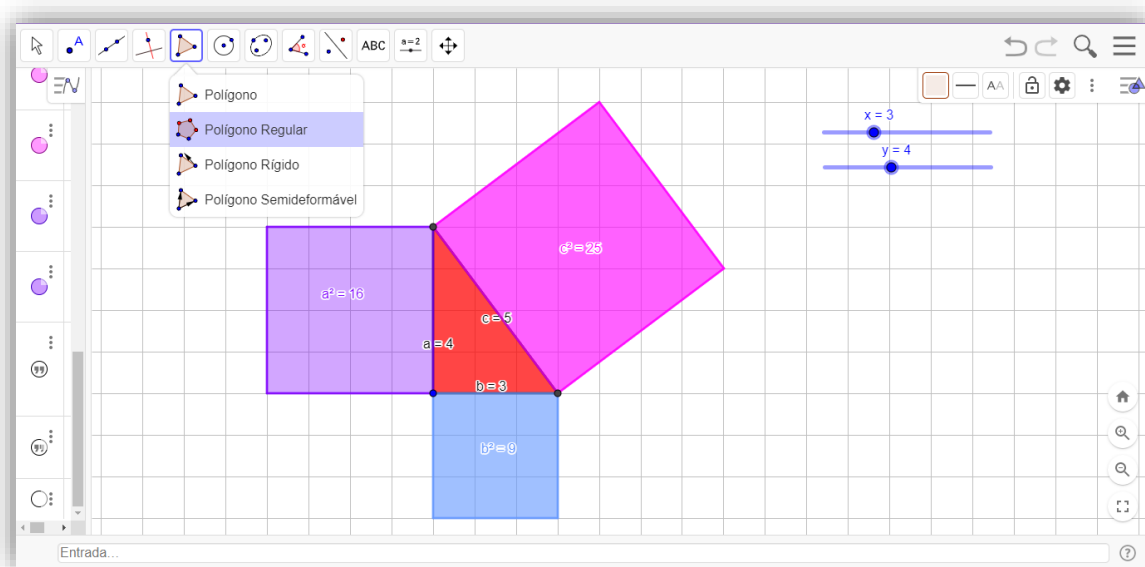 A
ABC
a=2
AA
Polígono
Polígono Regular
Polígono Rígido
Polígono Semideformável
x = 3
y = 4
c² = 25
a² = 16
c = 5
a = 4
b = 3
b² = 9
Entrada...
?